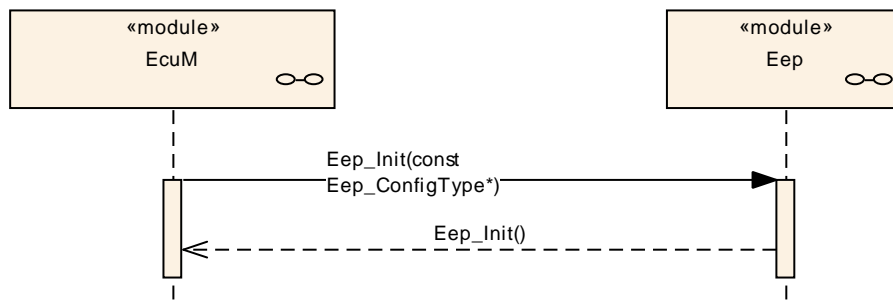 «module»
EcuM
«module»
Eep
Eep_Init(const
Eep_ConfigType*)
Eep_Init()